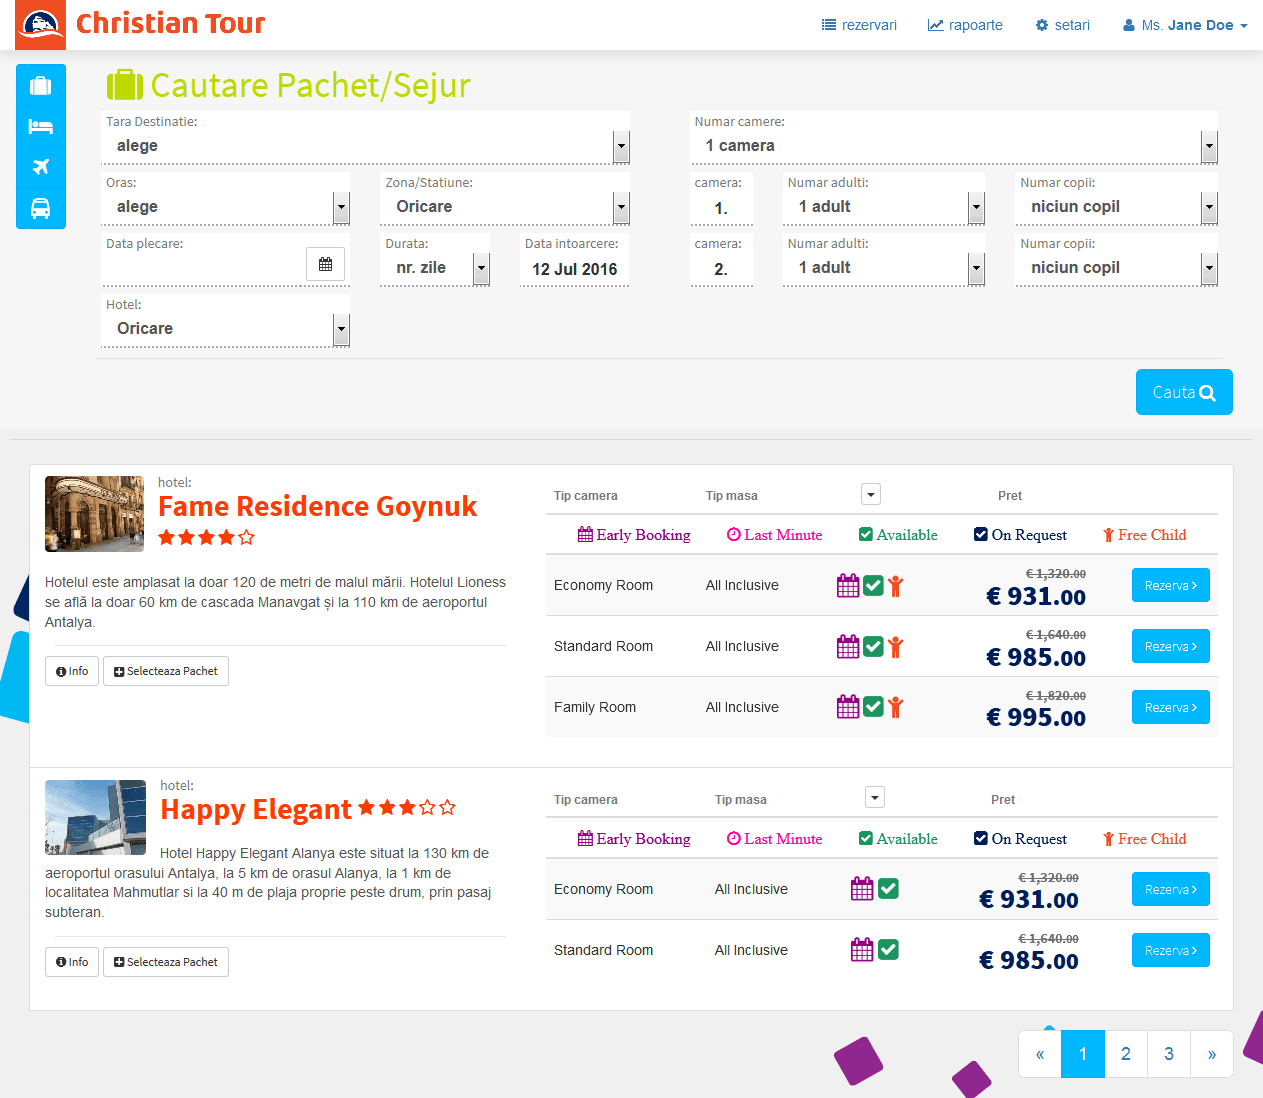 Christian Tour
rezervari
rapoarte
setari
Ms. Jane Doe
Cautare Pachet/Sejur
Tara Destinatie:
alege
Numar camere:
1 camera
Oras:
alege
Zona/Statiune:
Oricare
camera:
1.
Numar adulti:
1 adult
Numar copii:
niciun copil
Data plecare:
Durata:
nr. zile
Data intoarcere:
12 Jul 2016
camera:
2.
Numar adulti:
1 adult
Numar copii:
niciun copil
Hotel:
Oricare
Cauta
hotel:
Fame Residence Goynuk
Hotelul este amplasat la doar 120 de metri de malul mării. Hotelul Lioness
se află la doar 60 km de cascada Manavgat și la 110 km de aeroportul
Antalya.
Info
Selecteaza Pachet
Tip camera Tip masa Pret
Early Booking Last Minute Available On Request Free Child
Economy Room All Inclusive € 1,320.00
€ 931.00 Rezerva >
Standard Room All Inclusive € 1,640.00
€ 985.00 Rezerva >
Family Room All Inclusive € 1,820.00
€ 995.00 Rezerva >
hotel:
Happy Elegant
Hotel Happy Elegant Alanya este situat la 130 km de
aeroportul orasului Antalya, la 5 km de orasul Alanya, la 1 km de
localitatea Mahmutlar si la 40 m de plaja proprie peste drum, prin pasaj
subteran.
Info
Selecteaza Pachet
Tip camera Tip masa Pret
Early Booking Last Minute Available On Request Free Child
Economy Room All Inclusive € 1,320.00
€ 931.00 Rezerva >
Standard Room All Inclusive € 1,640.00
€ 985.00 Rezerva >
« 1 2 3 »